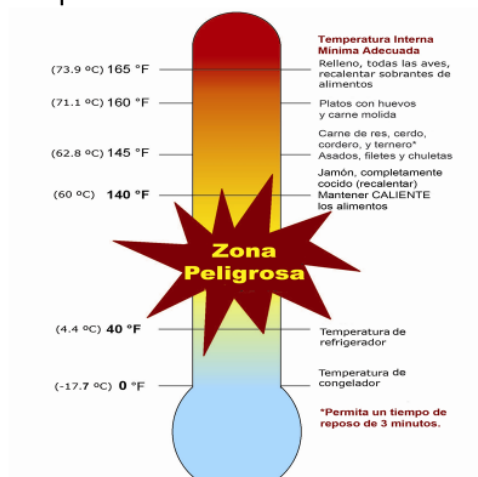 Temperatura Interna
Mínima Adecuada
(73.9 ºC) 165 °F
Relleno, todas las aves,
recalentar sobrantes de
alimentos
(71.1 ºC) 160 °F
Platos con huevos
y carne molida
(62.8 ºC) 145 °F
Carne de res, cerdo,
cordero, y ternero*
Asados, filetes y chuletas
(60 ºC) 140 °F
Jamón, completamente
cocido (recalentar)
Mantener CALIENTE
los alimentos
Zona
Peligrosa
(4.4 ºC) 40 °F
Temperatura de
refrigerador
(-17.7 ºC) 0 °F
Temperatura de
congelador
*Permita un tiempo de
reposo de 3 minutos.